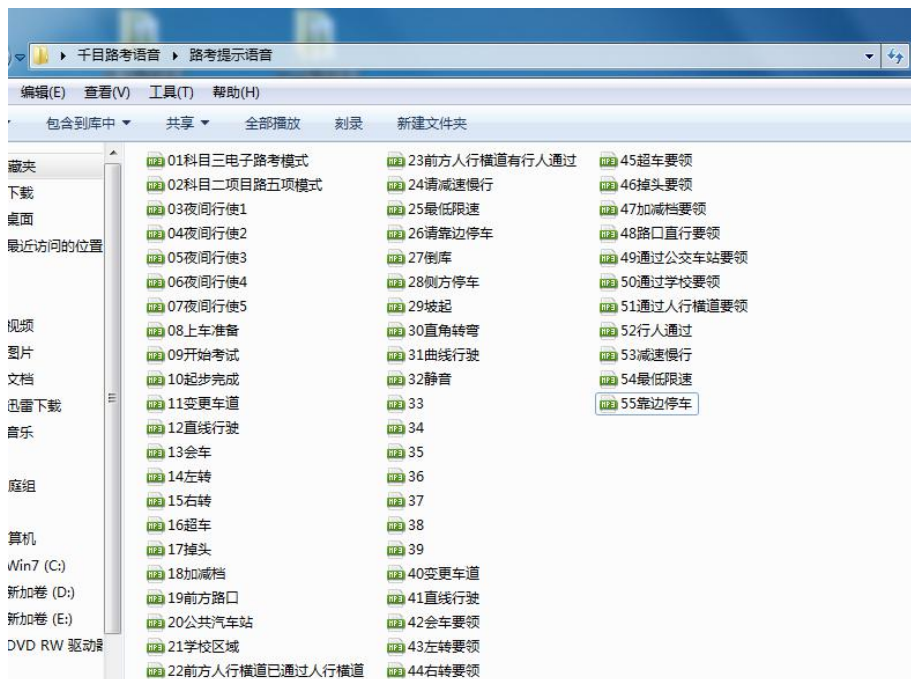 千目路考语音 ▸ 路考提示语音
编辑(E) 查看(V) 工具(T) 帮助(H)
包含到库中 共享 全部播放 刻录 新建文件夹
藏夹
下载
桌面
最近访问的位置
视频
图片
文档
迅雷下载
音乐
庭组
算机
Win7 (C:)
新加卷 (D:)
新加卷 (E:)
DVD RW 驱动器
01科目三电子路考模式
02科目二项目路五项模式
03夜间行使1
04夜间行使2
05夜间行使3
06夜间行使4
07夜间行使5
08上车准备
09开始考试
10起步完成
11变更车道
12直线行驶
13会车
14左转
15右转
16超车
17掉头
18加减档
19前方路口
20公共汽车站
21学校区域
22前方人行横道已通过人行横道
23前方人行横道有行人通过
24请减速慢行
25最低限速
26请靠边停车
27倒库
28侧方停车
29坡起
30直角转弯
31曲线行驶
32静音
33
34
35
36
37
38
39
40变更车道
41直线行驶
42会车要领
43左转要领
44右转要领
45超车要领
46掉头要领
47加减档要领
48路口直行要领
49通过公交车站要领
50通过学校要领
51通过人行横道要领
52行人通过
53减速慢行
54最低限速
55靠边停车